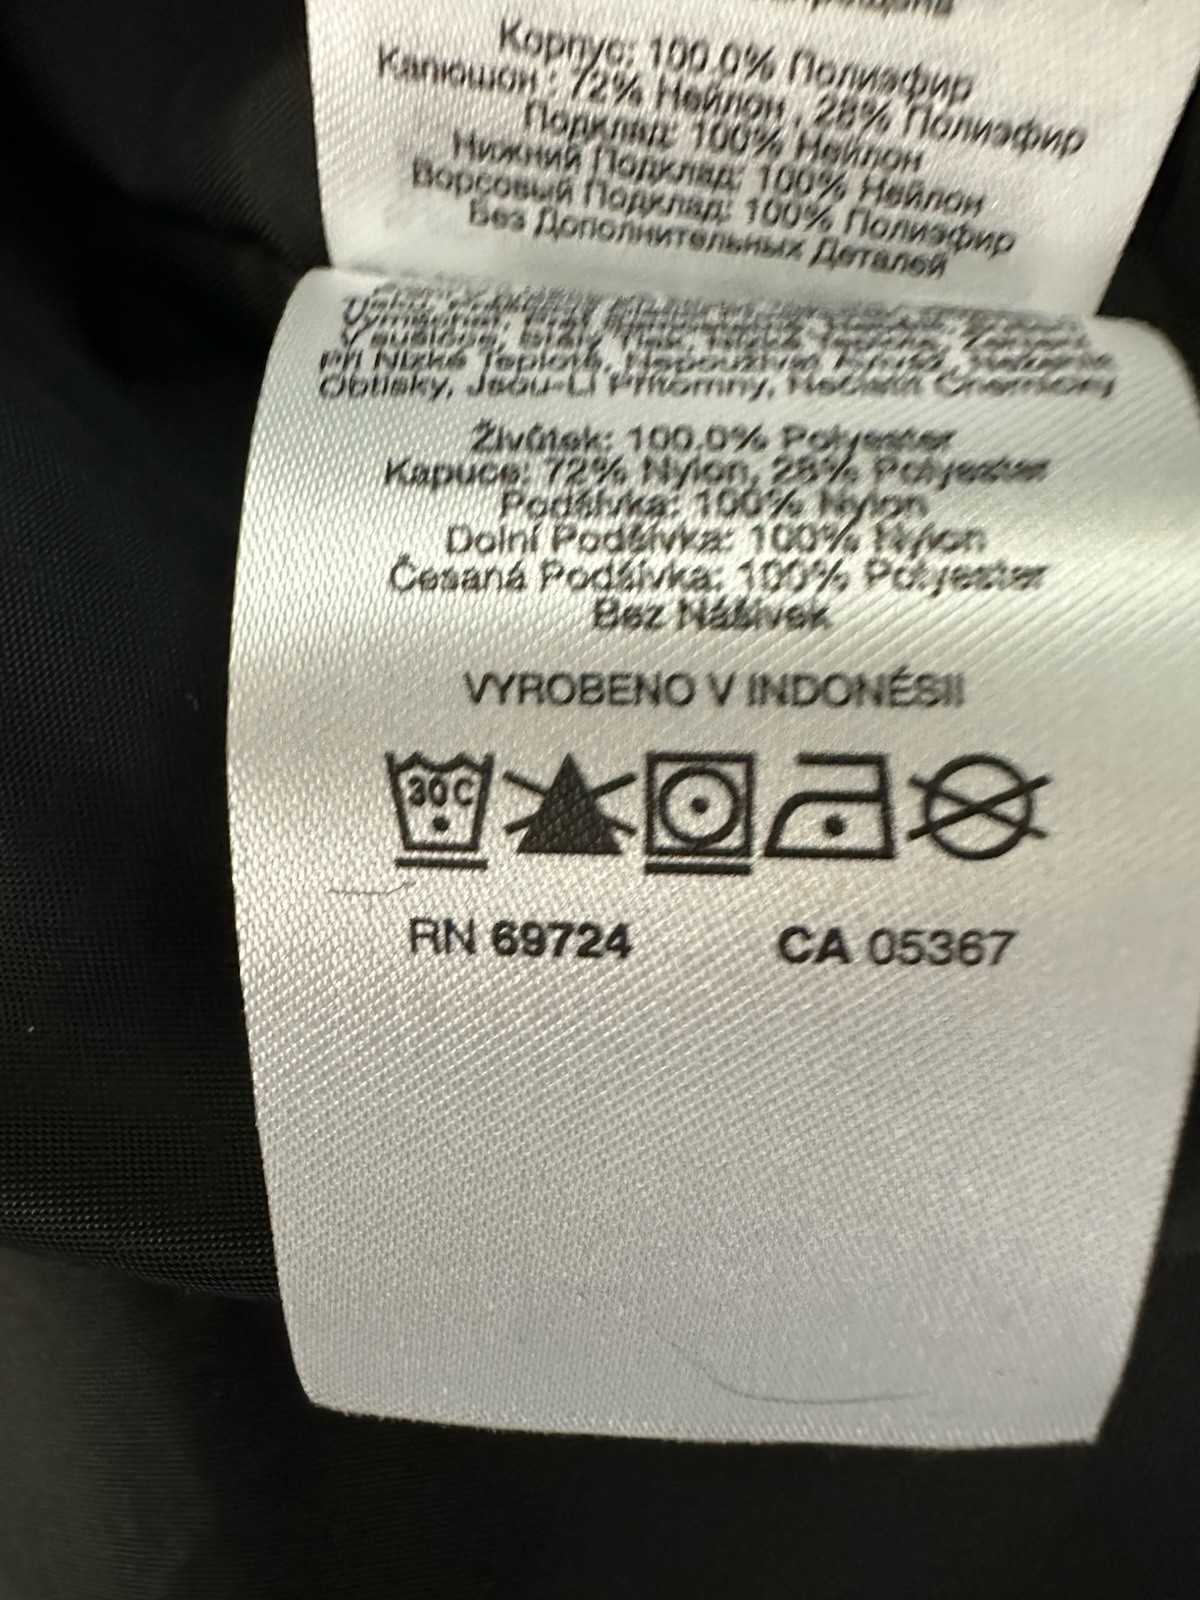 Корпус: 100.0% Полиэфир
Капюшон : 72% Нейлон , 28% Полиэфир
Подклад: 100% Нейлон
Нижний Подклад: 100% Нейлон
Ворсовый Подклад: 100% Полиэфир
Без Дополнительных Деталей
Při Nízké Teplotě, Nepoužívat Aviváž, Nežehlit
Obtisky, Jsou-Li Přítomny, Nečistit Chemicky
Živůtek: 100.0% Polyester
Kapuce: 72% Nylon, 28% Polyester
Podšívka: 100% Nylon
Dolní Podšívka: 100% Nylon
Česaná Podšívka: 100% Polyester
Bez Nášivek
VYROBENO V INDONÉSII
30C
RN 69724 CA 05367